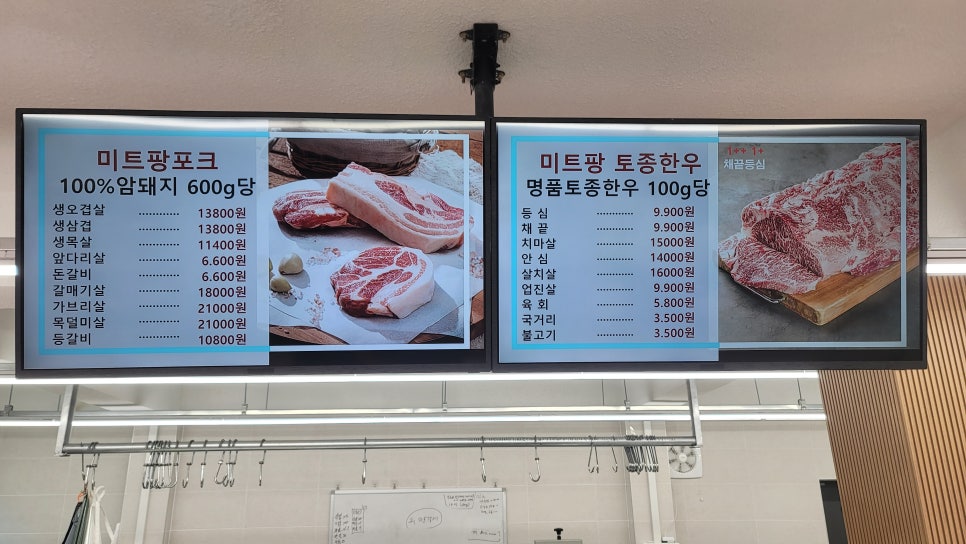 미트팡포크
100%암돼지 600g당
생오겹살 ············ 13800원
생삼겹 ············ 13800원
생목살 ············ 11400원
앞다리살 ············ 6.600원
돈갈비 ············ 6.600원
갈매기살 ············ 18000원
가브리살 ············ 21000원
목덜미살 ············ 21000원
등갈비 ············ 10800원
미트팡 토종한우
명품토종한우 100g당
등 심 ············ 9.900원
채 끝 ············ 9.900원
치마살 ············ 15000원
안 심 ············ 14000원
살치살 ············ 16000원
업진살 ············ 9.900원
육 회 ············ 5.800원
국거리 ············ 3.500원
불고기 ············ 3.500원
1++ 1+
채끝등심